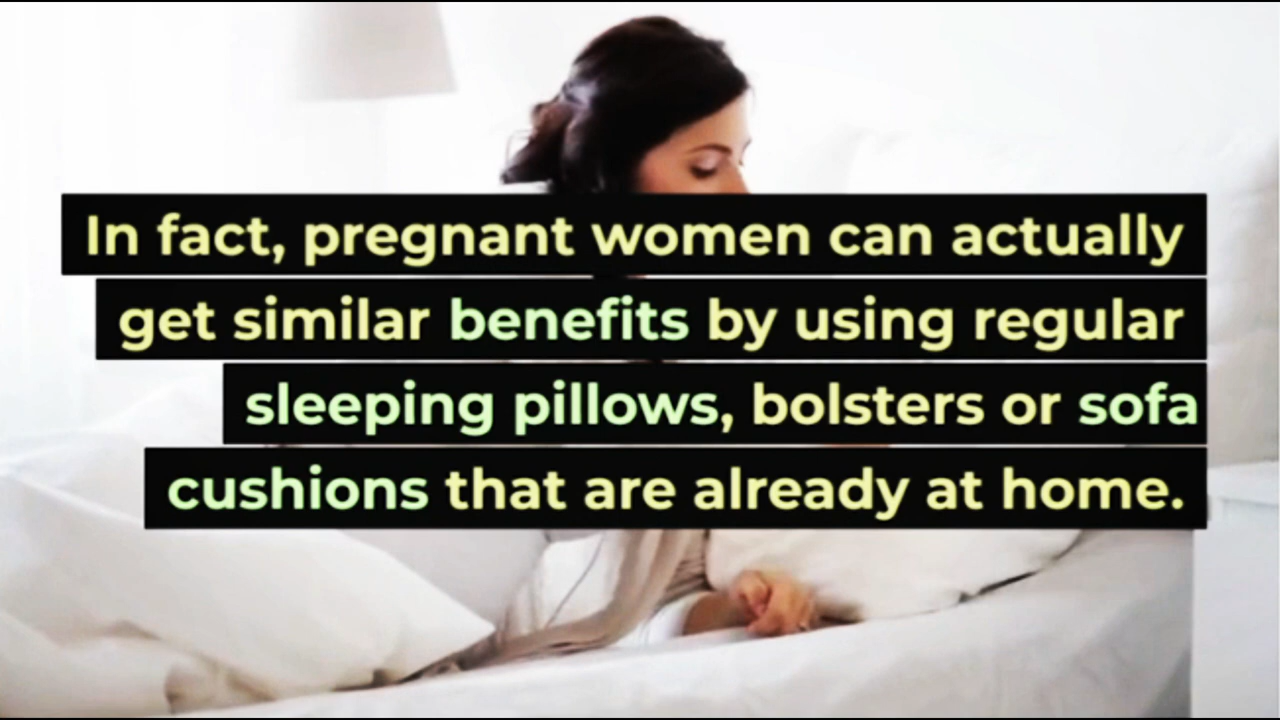 In fact, pregnant women can actually
get similar benefits by using regular
sleeping pillows, bolsters or sofa
cushions that are already at home.